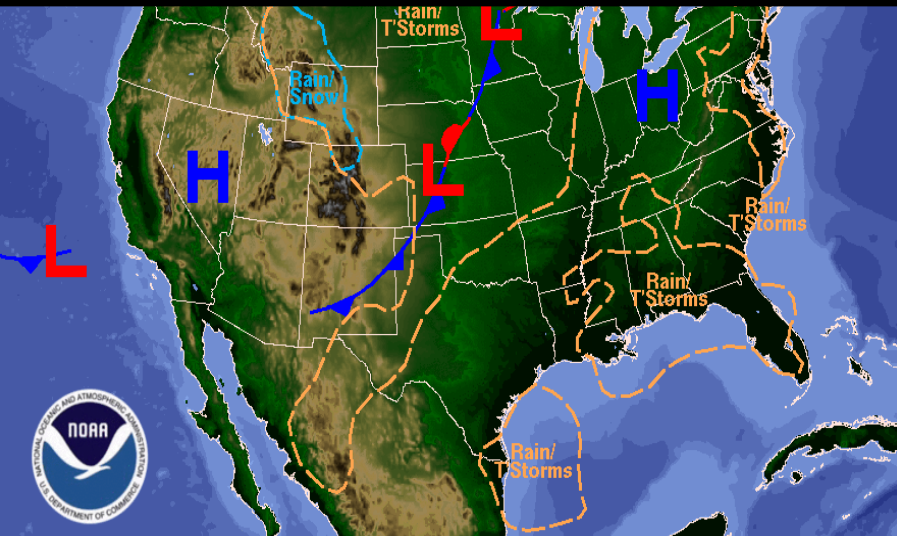 Rain/
T'Storms
L
Rain/
Snow
H
H
L
L
Rain/
T'Storms
Rain/
T'Storms
Rain/
T'Storms
NATIONAL OCEANIC AND ATMOSPHERIC ADMINISTRATION
NOAA
U.S. DEPARTMENT OF COMMERCE